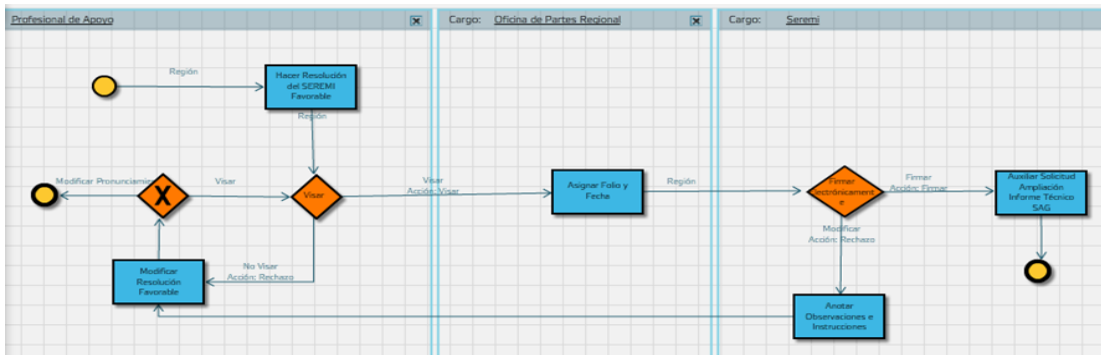 Profesional de Apoyo
Cargo: Oficina de Partes Regional
Cargo: Seremi
Región
Hacer Resolución
del SEREMI
Favorable
Región
Modificar Pronunciamien
X
Visar
Visar
Visar
Acción: Visar
Asignar Folio y
Fecha
Región
Firmar
lectrónicament
e
Firmar
Acción: Firmar
Auxiliar Solicitud
Ampliación
Informe Técnico
SAG
Modificar
Acción: Rechazo
No Visar
Acción: Rechazo
Modificar
Resolución
Favorable
Anotar
Observaciones e
Instrucciones